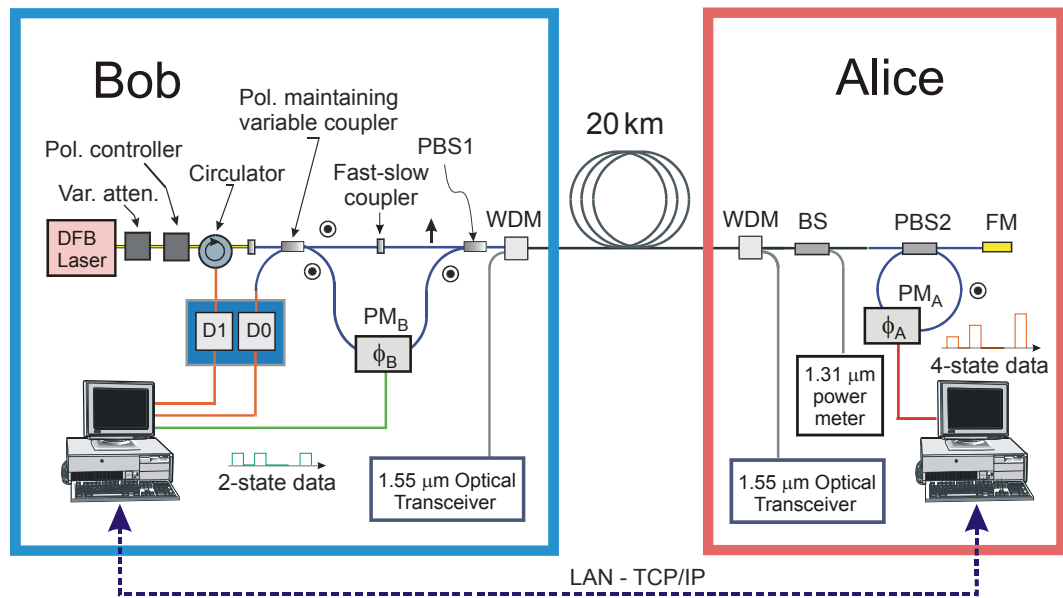 Bob
Alice
Pol. maintaining
variable coupler
20 km
Pol. controller
Circulator
PBS1
Fast-slow
coupler
Var. atten.
WDM
WDM
BS
PBS2
FM
DFB
Laser
D1
D0
PM_B
ϕ_B
PM_A
ϕ_A
4-state data
1.31 µm
power
meter
2-state data
1.55 µm Optical
Transceiver
1.55 µm Optical
Transceiver
LAN - TCP/IP